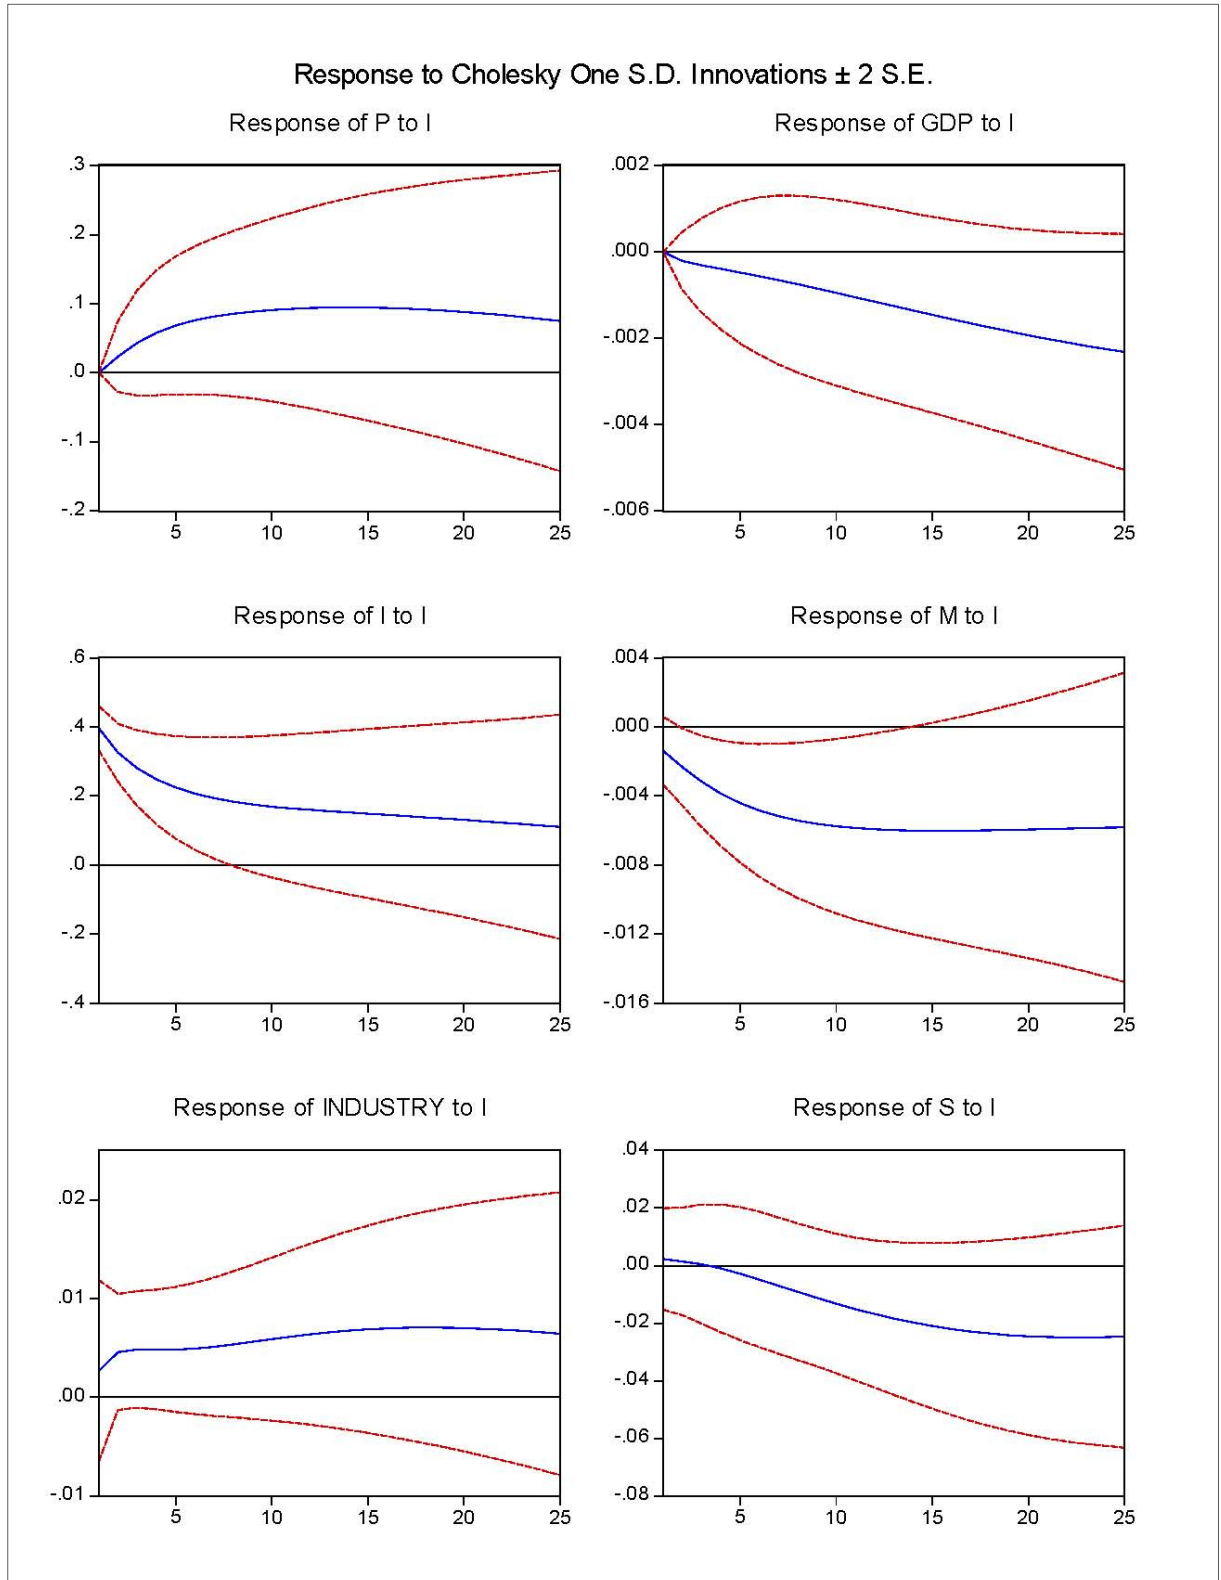 Response to Cholesky One S.D. Innovations ± 2 S.E.
Response of P to I
.3
.2
.1
.0
-.1
-.2
5 10 15 20 25
Response of GDP to I
.002
.000
-.002
-.004
-.006
5 10 15 20 25
Response of I to I
.6
.4
.2
.0
-.2
-.4
5 10 15 20 25
Response of M to I
.004
.000
-.004
-.008
-.012
-.016
5 10 15 20 25
Response of INDUSTRY to I
.02
.01
.00
-.01
5 10 15 20 25
Response of S to I
.04
.02
.00
-.02
-.04
-.06
-.08
5 10 15 20 25